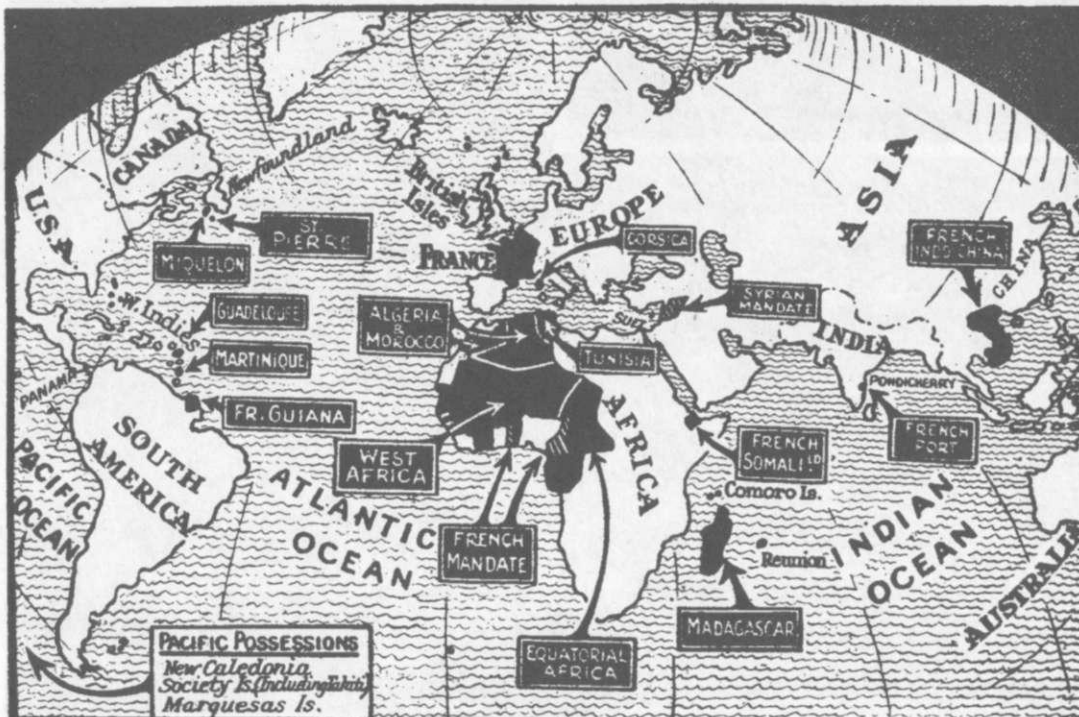 CANADA
U.S.A
Newfoundland
ST.
PIERRE
MIQUELON
British
Isles
EUROPE
FRANCE
CORSICA
ASIA
FRENCH
INDO CHINA
CHINA
W. Indies
GUADELOUPE
MARTINIQUE
PANAMA
FR. GUIANA
ALGERIA
&
MOROCCO
SUEZ
SYRIAN
MANDATE
TUNISIA
INDIA
PONDICHERRY
FRENCH
PORT
AFRICA
WEST
AFRICA
FRENCH
SOMALI LD
Comoro Is.
SOUTH
AMERICA
PACIFIC
OCEAN
ATLANTIC
OCEAN
FRENCH
MANDATE
INDIAN
OCEAN
Reunion
AUSTRALIA
MADAGASCAR
EQUATORIAL
AFRICA
PACIFIC POSSESSIONS
New Caledonia
Society Is. (Including Tahiti)
Marquesas Is.